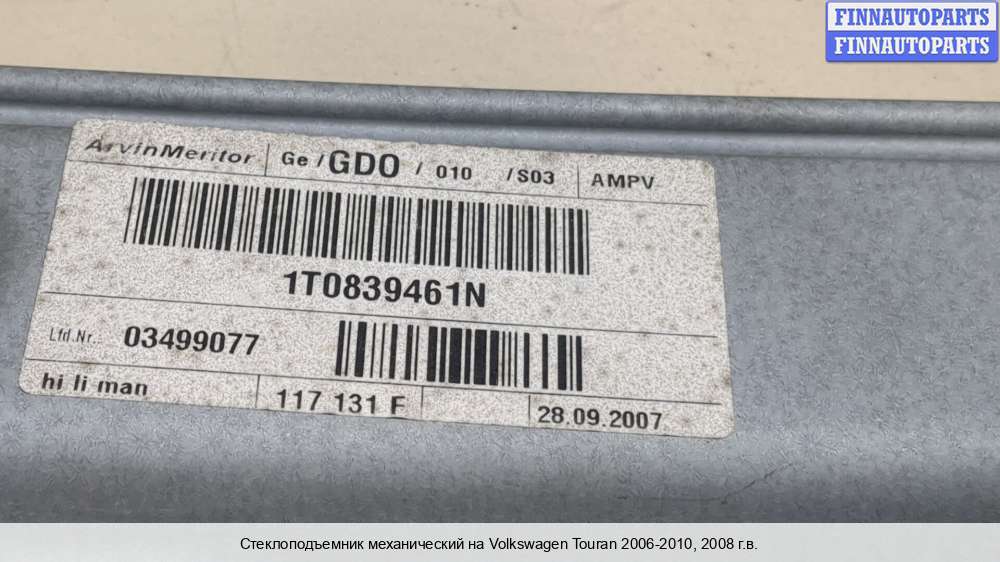 FINNAUTOPARTS
FINNAUTOPARTS
ArvinMeritor Ge / GDO / 010 / S03 AMPV
1T0839461N
Lfd.Nr. 03499077
hi li man 117 131 F 28.09.2007
Стеклоподъемник механический на Volkswagen Touran 2006-2010, 2008 г.в.